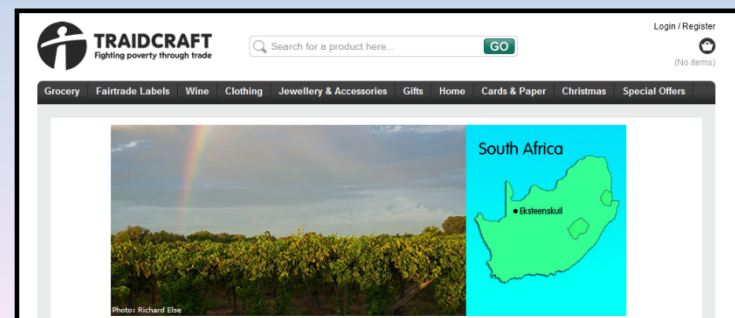 Login / Register
TRAIDCRAFT
Fighting poverty through trade
Search for a product here...
GO
(No items)
Grocery Fairtrade Labels Wine Clothing Jewellery & Accessories Gifts Home Cards & Paper Christmas Special Offers
South Africa
Eksteenskuil
Photo: Richard Else